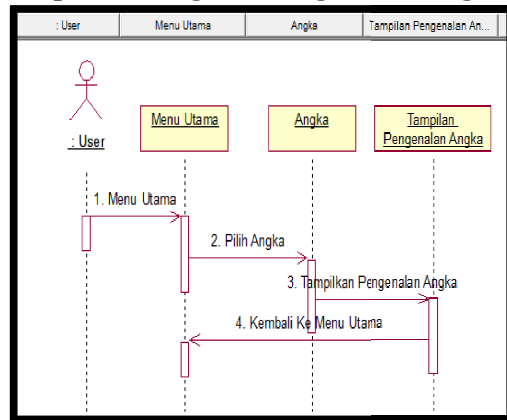 : User
Menu Utama
Angka
Tampilan Pengenalan An...
: User
Menu Utama
Angka
Tampilan
Pengenalan Angka
1. Menu Utama
2. Pilih Angka
3. Tampilkan Pengenalan Angka
4. Kembali Ke Menu Utama